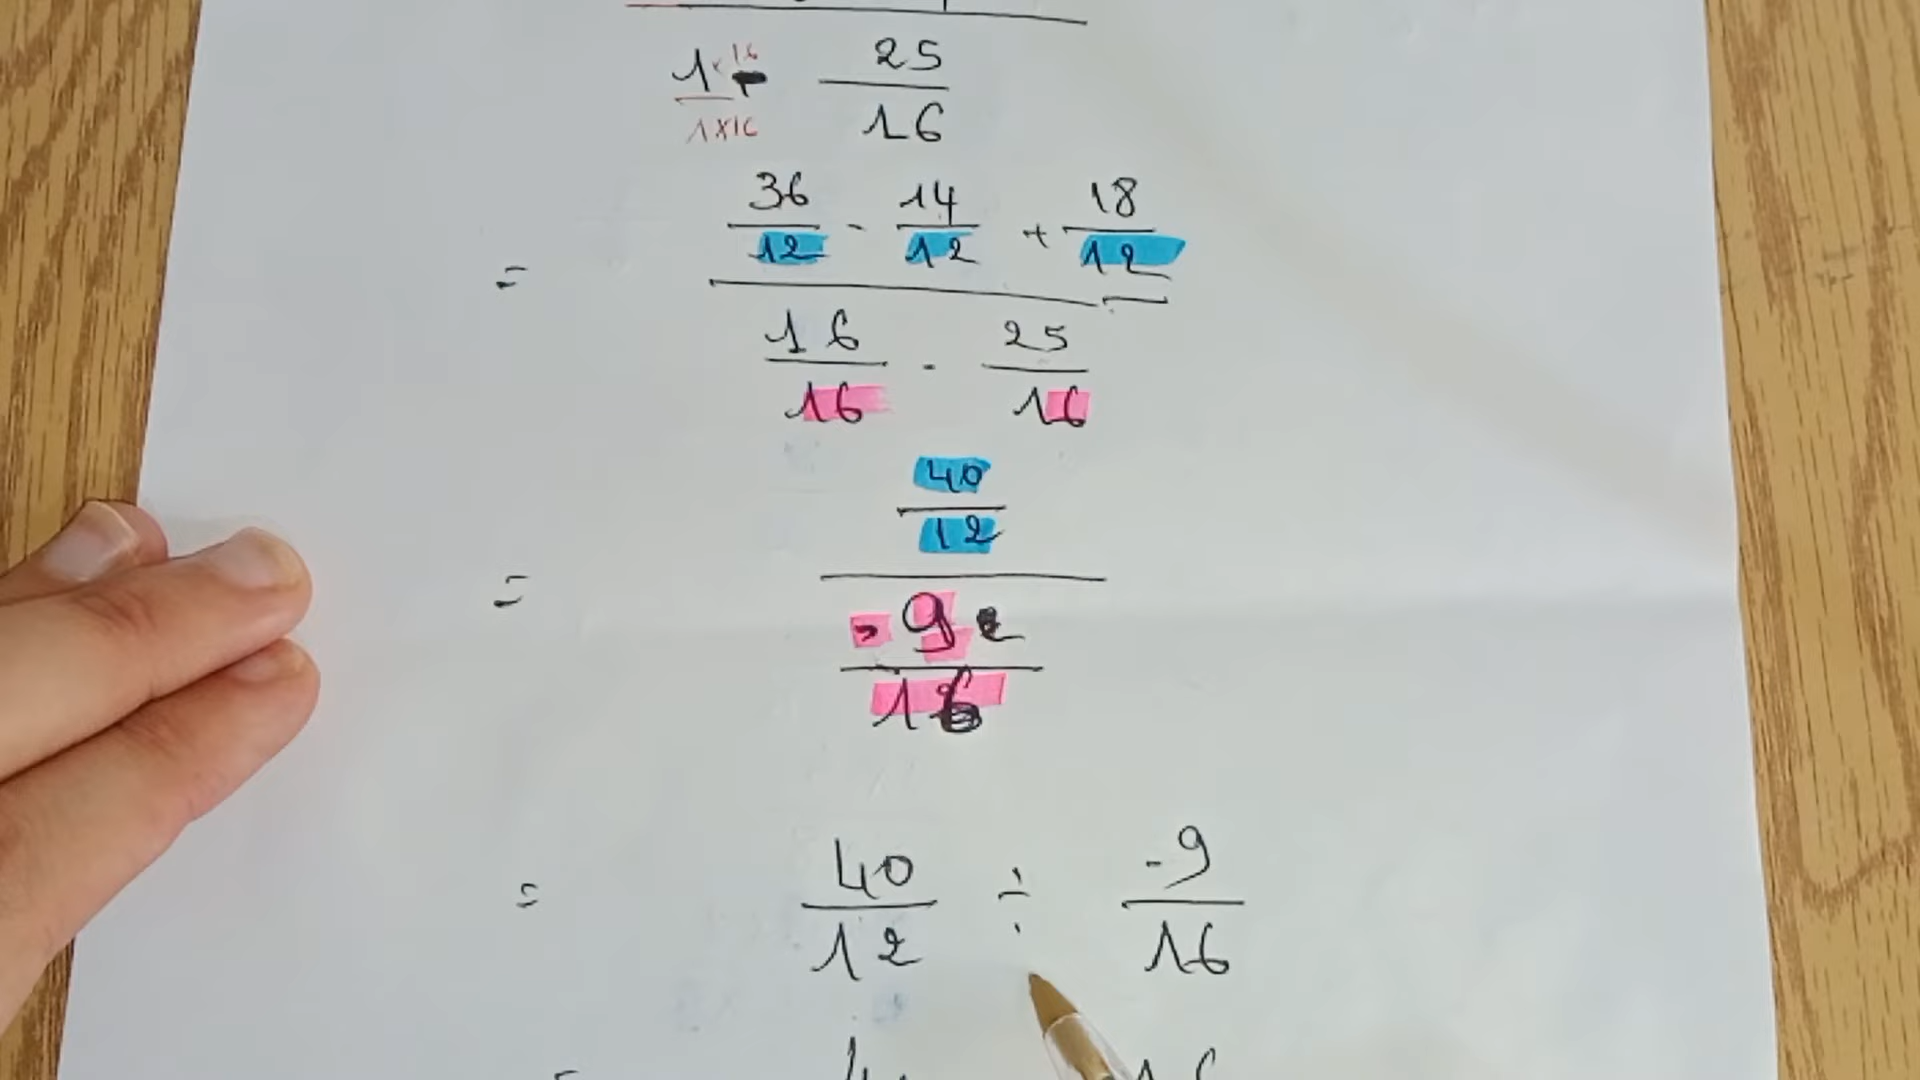 1 × 16 25
1×16 16
36 - 14 + 18
12 12 12
=
16 - 25
16 16
40
12
=
- 9
16
= 40 ÷ -9
12 16